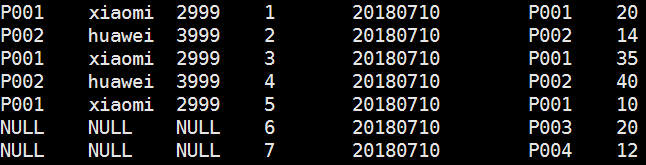 P001 xiaomi 2999 1 20180710 P001 20
P002 huawei 3999 2 20180710 P002 14
P001 xiaomi 2999 3 20180710 P001 35
P002 huawei 3999 4 20180710 P002 40
P001 xiaomi 2999 5 20180710 P001 10
NULL NULL NULL 6 20180710 P003 20
NULL NULL NULL 7 20180710 P004 12